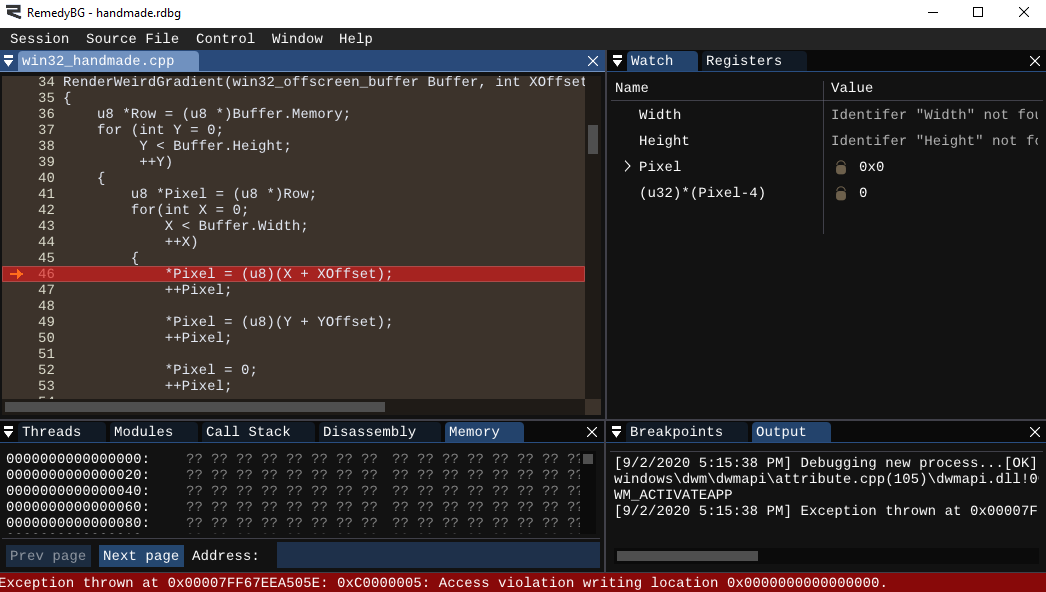 RemedyBG - handmade.rdbg
Session Source File Control Window Help
win32_handmade.cpp
34 RenderWeirdGradient(win32_offscreen_buffer Buffer, int XOffset
35 {
36 u8 *Row = (u8 *)Buffer.Memory;
37 for (int Y = 0;
38 Y < Buffer.Height;
39 ++Y)
40 {
41 u8 *Pixel = (u8 *)Row;
42 for(int X = 0;
43 X < Buffer.Width;
44 ++X)
45 {
46 *Pixel = (u8)(X + XOffset);
47 ++Pixel;
48
49 *Pixel = (u8)(Y + YOffset);
50 ++Pixel;
51
52 *Pixel = 0;
53 ++Pixel;
Watch Registers
Name Value
Width Identifer "Width" not fou
Height Identifer "Height" not fo
Pixel 0x0
(u32)*(Pixel-4) 0
Threads Modules Call Stack Disassembly Memory
0000000000000000: ?? ?? ?? ?? ?? ?? ?? ?? ?? ?? ?? ?? ?? ?? ?? ??
0000000000000020: ?? ?? ?? ?? ?? ?? ?? ?? ?? ?? ?? ?? ?? ?? ?? ??
0000000000000040: ?? ?? ?? ?? ?? ?? ?? ?? ?? ?? ?? ?? ?? ?? ?? ??
0000000000000060: ?? ?? ?? ?? ?? ?? ?? ?? ?? ?? ?? ?? ?? ?? ?? ??
0000000000000080: ?? ?? ?? ?? ?? ?? ?? ?? ?? ?? ?? ?? ?? ?? ?? ??
Prev page Next page Address:
Breakpoints Output
[9/2/2020 5:15:38 PM] Debugging new process...[OK]
windows\dwm\dwmapi\attribute.cpp(105)\dwmapi.dll!0
WM_ACTIVATEAPP
[9/2/2020 5:15:38 PM] Exception thrown at 0x00007F
Exception thrown at 0x00007FF67EEA505E: 0xC0000005: Access violation writing location 0x0000000000000000.